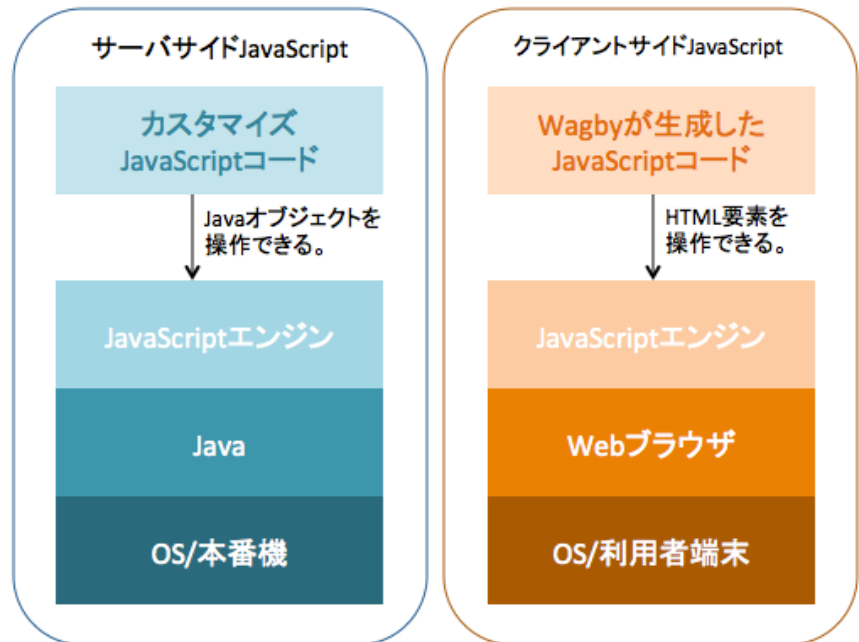 サーバサイドJavaScript
カスタマイズ
JavaScriptコード
Javaオブジェクトを
操作できる。
JavaScriptエンジン
Java
OS/本番機
クライアントサイドJavaScript
Wagbyが生成した
JavaScriptコード
HTML要素を
操作できる。
JavaScriptエンジン
Webブラウザ
OS/利用者端末